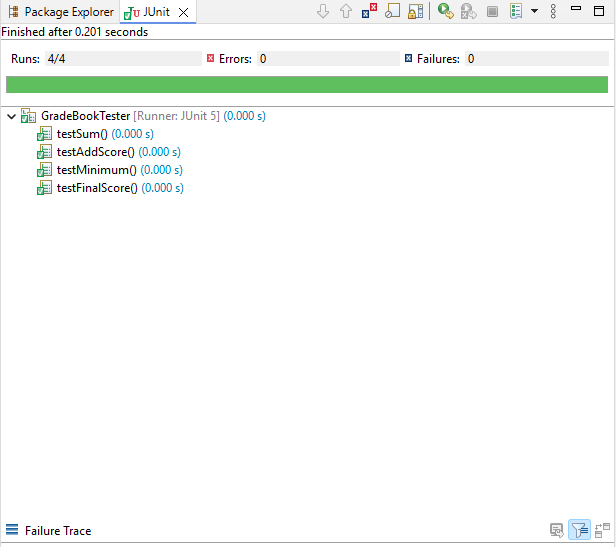 Package Explorer JUnit
Finished after 0.201 seconds
Runs: 4/4 Errors: 0 Failures: 0
GradeBookTester [Runner: JUnit 5] (0.000 s)
testSum() (0.000 s)
testAddScore() (0.000 s)
testMinimum() (0.000 s)
testFinalScore() (0.000 s)
Failure Trace